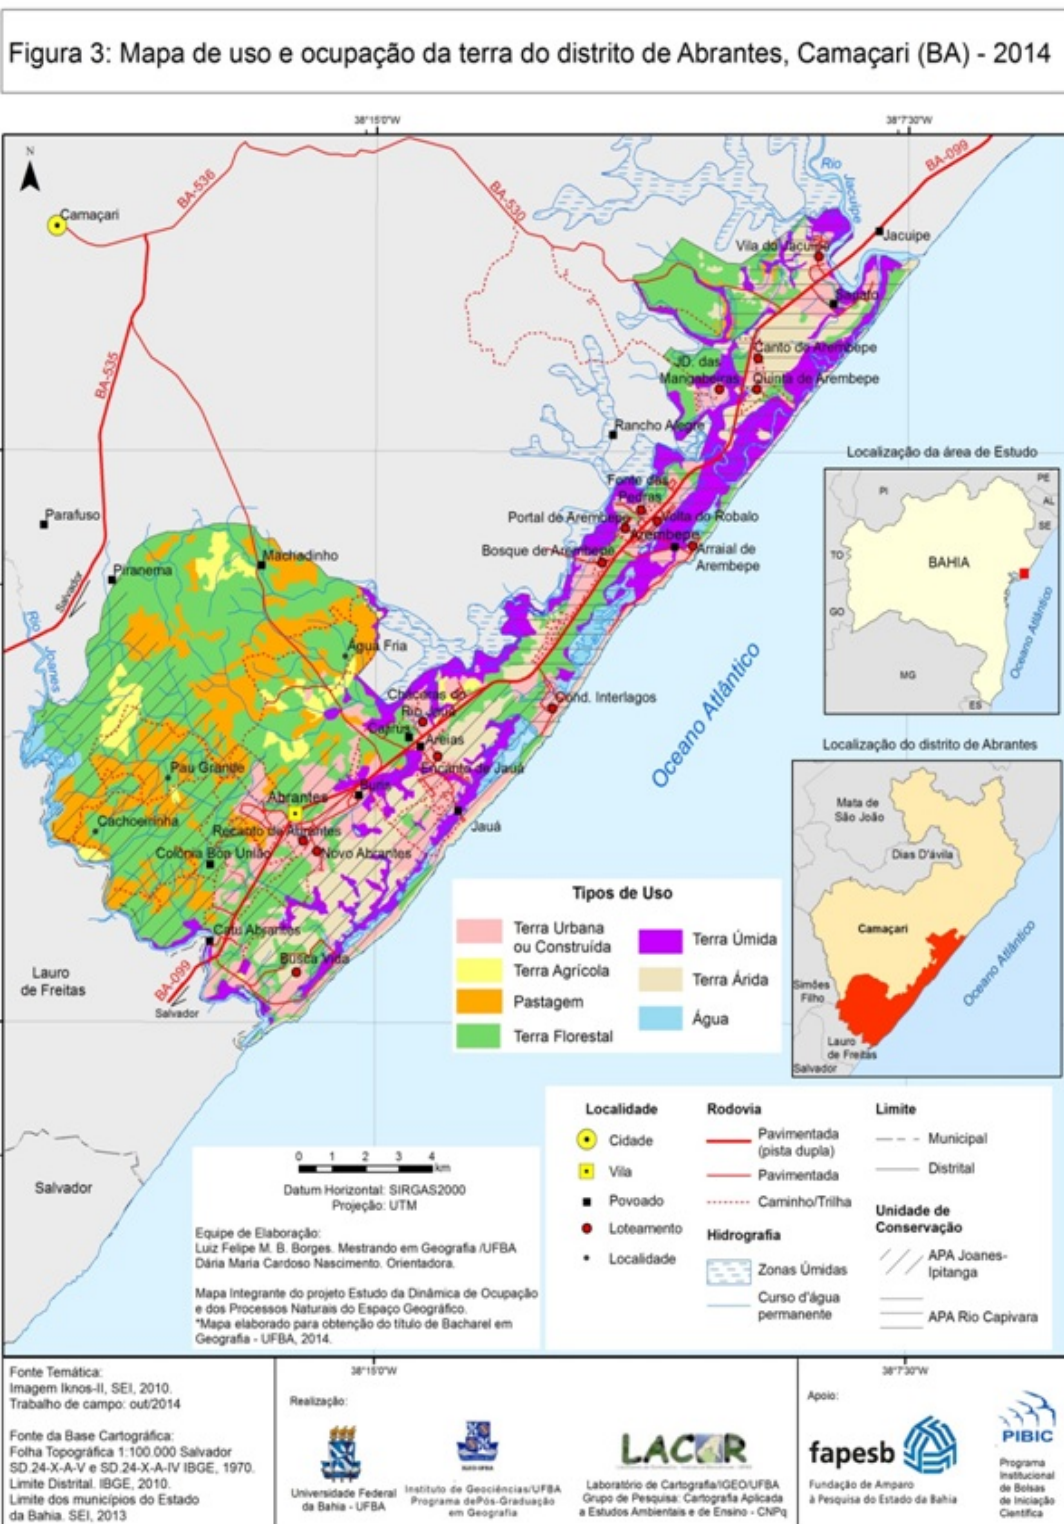 Figura 3: Mapa de uso e ocupação da terra do distrito de Abrantes, Camaçari (BA) - 2014
38°15'0"W
38°7'30"W
N
BA-536
BA-530
BA-099
Rio Jacuipe
Camaçari
Vila do Jacuipe
Jacuipe
BA-535
Canto de Arembepe
JD. das
Mangabeiras
Quinta de Arembepe
Rancho Alegre
Fonte das
Pedras
Parafuso
Portal de Arembepe
Volta do Robalo
Arembepe
Bosque de Arembepe
Arraial de
Arembepe
Machadinho
Piranema
Salvador
Rio Joanes
Água Fria
Cond. Interlagos
Oceano Atlântico
Areias
Encanto de Jauá
Pau Grande
Abrantes
Jauá
Cachoeirinha
Recanto de Abrantes
Novo Abrantes
Colônia Boa União
Catu Abrantes
Busca Vida
Lauro
de Freitas
BA-099
Salvador
Salvador
Localização da área de Estudo
PI
PE
AL
SE
TO
BAHIA
GO
MG
ES
Oceano Atlântico
Localização do distrito de Abrantes
Mata de
São João
Dias D'ávila
Camaçari
Simões
Filho
Lauro
de Freitas
Salvador
Oceano Atlântico
Tipos de Uso
Terra Urbana
ou Construída
Terra Agrícola
Pastagem
Terra Florestal
Terra Úmida
Terra Árida
Água
Localidade
Cidade
Vila
Povoado
Loteamento
Localidade
Rodovia
Pavimentada
(pista dupla)
Pavimentada
Caminho/Trilha
Hidrografia
Zonas Úmidas
Curso d'água
permanente
Limite
Municipal
Distrital
Unidade de
Conservação
APA Joanes-
Ipitanga
APA Rio Capivara
0 1 2 3 4
km
Datum Horizontal: SIRGAS2000
Projeção: UTM
Equipe de Elaboração:
Luiz Felipe M. B. Borges. Mestrando em Geografia /UFBA
Dária Maria Cardoso Nascimento. Orientadora.
Mapa Integrante do projeto Estudo da Dinâmica de Ocupação
e dos Processos Naturais do Espaço Geográfico.
*Mapa elaborado para obtenção do título de Bacharel em
Geografia - UFBA, 2014.
38°15'0"W
38°7'30"W
Fonte Temática:
Imagem Iknos-II, SEI, 2010.
Trabalho de campo: out/2014
Fonte da Base Cartográfica:
Folha Topográfica 1:100.000 Salvador
SD.24-X-A-V e SD.24-X-A-IV IBGE, 1970.
Limite Distrital. IBGE, 2010.
Limite dos municípios do Estado
da Bahia. SEI, 2013
Realização:
Universidade Federal
da Bahia - UFBA
IGEO-UFBA
Instituto de Geociências/UFBA
Programa dePós-Graduação
em Geografia
LACAR
Laboratório de Cartografia/IGEO/UFBA
Grupo de Pesquisa: Cartografia Aplicada
a Estudos Ambientais e de Ensino - CNPq
Apoio:
fapesb
Fundação de Amparo
à Pesquisa do Estado da Bahia
PIBIC
Programa
Institucional
de Bolsas
de Iniciação
Científica